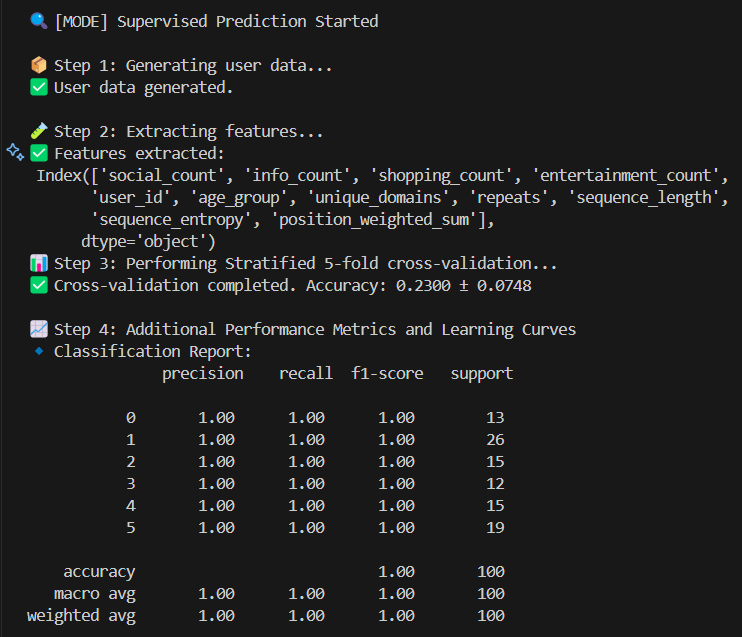 🔍 [MODE] Supervised Prediction Started
📦 Step 1: Generating user data...
✅ User data generated.
🧪 Step 2: Extracting features...
✅ Features extracted:
Index(['social_count', 'info_count', 'shopping_count', 'entertainment_count',
'user_id', 'age_group', 'unique_domains', 'repeats', 'sequence_length',
'sequence_entropy', 'position_weighted_sum'],
dtype='object')
📊 Step 3: Performing Stratified 5-fold cross-validation...
✅ Cross-validation completed. Accuracy: 0.2300 ± 0.0748
📈 Step 4: Additional Performance Metrics and Learning Curves
🔹 Classification Report:
precision recall f1-score support
0 1.00 1.00 1.00 13
1 1.00 1.00 1.00 26
2 1.00 1.00 1.00 15
3 1.00 1.00 1.00 12
4 1.00 1.00 1.00 15
5 1.00 1.00 1.00 19
accuracy 1.00 100
macro avg 1.00 1.00 1.00 100
weighted avg 1.00 1.00 1.00 100